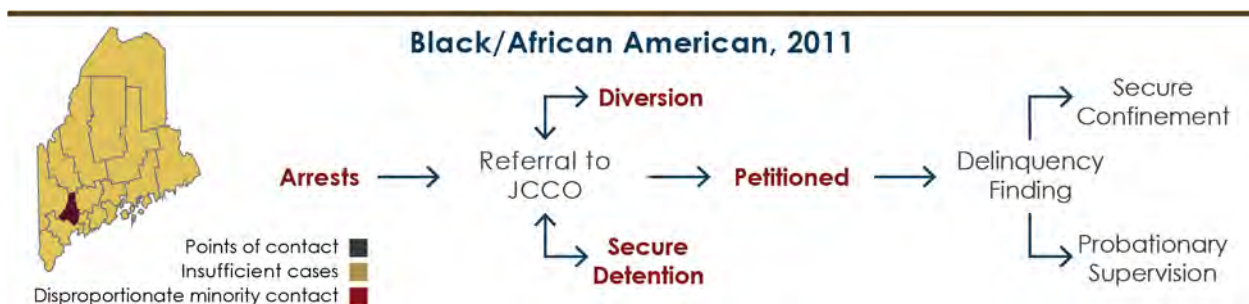 Black/African American, 2011
Diversion
Secure
Confinement
Arrests
Referral to
JCCO
Petitioned
Delinquency
Finding
Secure
Detention
Probationary
Supervision
Points of contact
Insufficient cases
Disproportionate minority contact